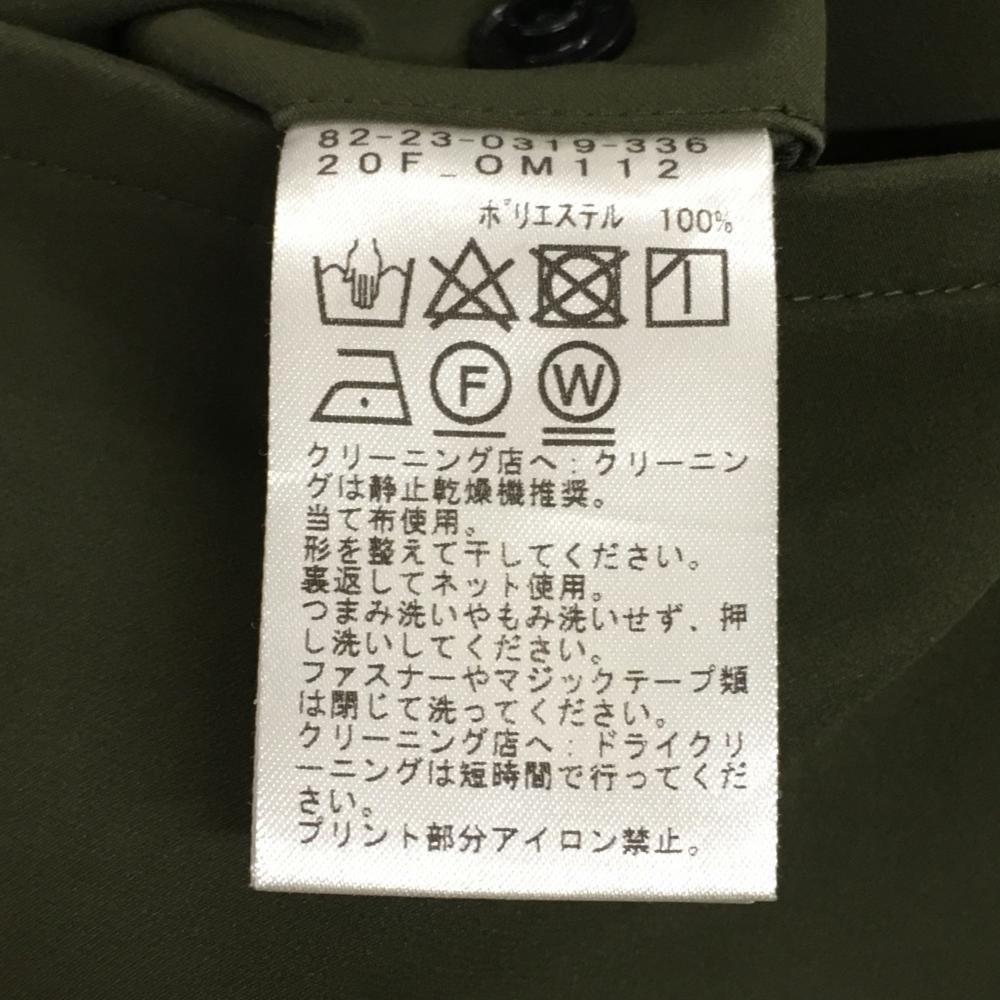 82-23-0319-336
20F_OM112
ポリエステル 100%
F W
クリーニング店へ：クリーニン
グは静止乾燥機推奨。
当て布使用。
形を整えて干してください。
裏返してネット使用。
つまみ洗いやもみ洗いせず、押
し洗いしてください。
ファスナーやマジックテープ類
は閉じて洗ってください。
クリーニング店へ：ドライクリ
ーニングは短時間で行ってくだ
さい。
プリント部分アイロン禁止。